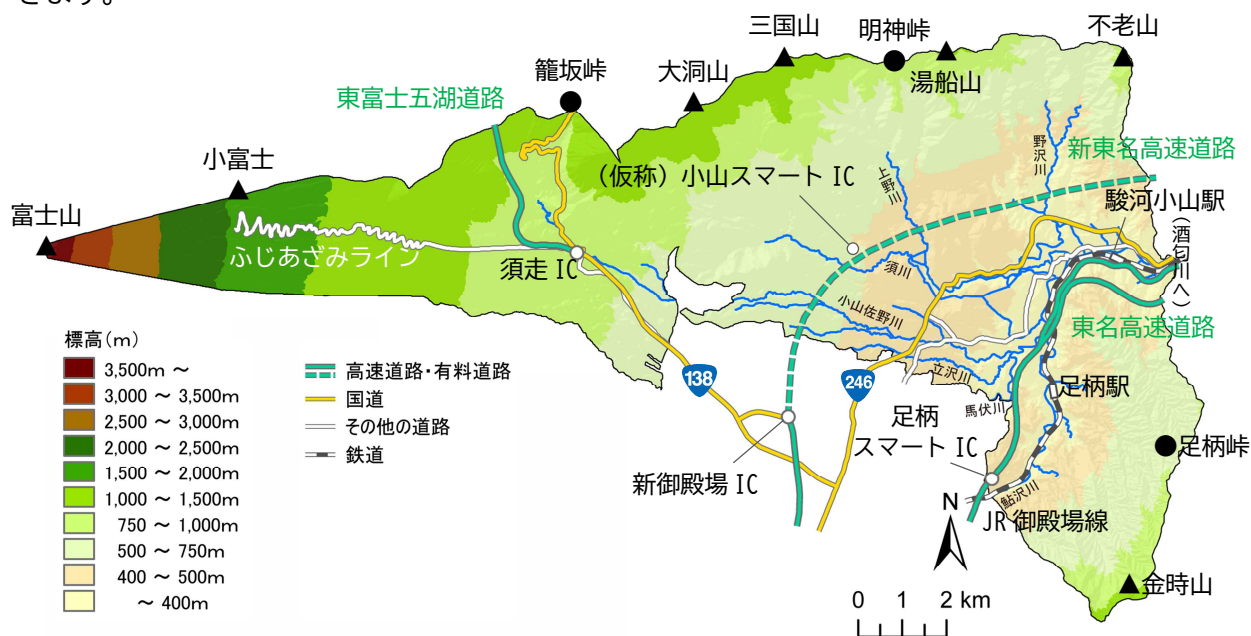 さます。
三国山
明神峠
不老山
籠坂峠
大洞山
湯船山
東富士五湖道路
小富士
野沢川
新東名高速道路
(仮称)小山スマート IC
上野川
富士山
駿河小山駅
(酒匂川へ)
ふじあざみライン
須走 IC
須川
小山佐野川
東名高速道路
標高(m)
3,500m ~
3,000 ~ 3,500m
2,500 ~ 3,000m
2,000 ~ 2,500m
1,500 ~ 2,000m
1,000 ~ 1,500m
750 ~ 1,000m
500 ~ 750m
400 ~ 500m
~ 400m
高速道路・有料道路
国道
その他の道路
鉄道
138
246
立沢川
馬伏川
足柄駅
足柄
スマート IC
足柄峠
新御殿場 IC
鮎沢川
N
JR 御殿場線
金時山
0 1 2 km